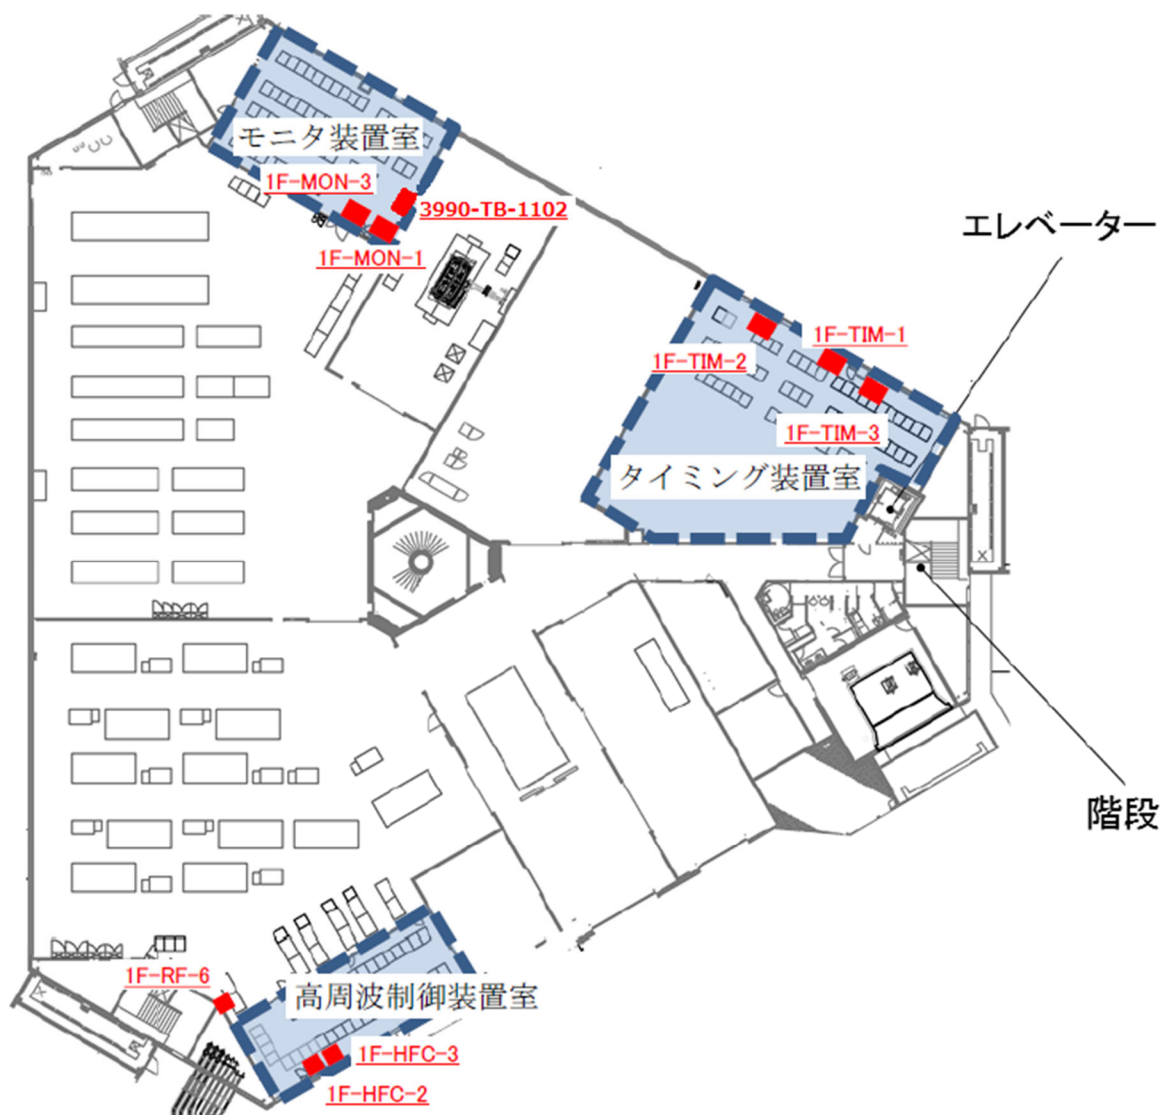 モニタ装置室
1F-MON-3
3990-TB-1102
1F-MON-1
エレベーター
1F-TIM-1
1F-TIM-2
1F-TIM-3
タイミング装置室
階段
1F-RF-6
高周波制御装置室
1F-HFC-3
1F-HFC-2